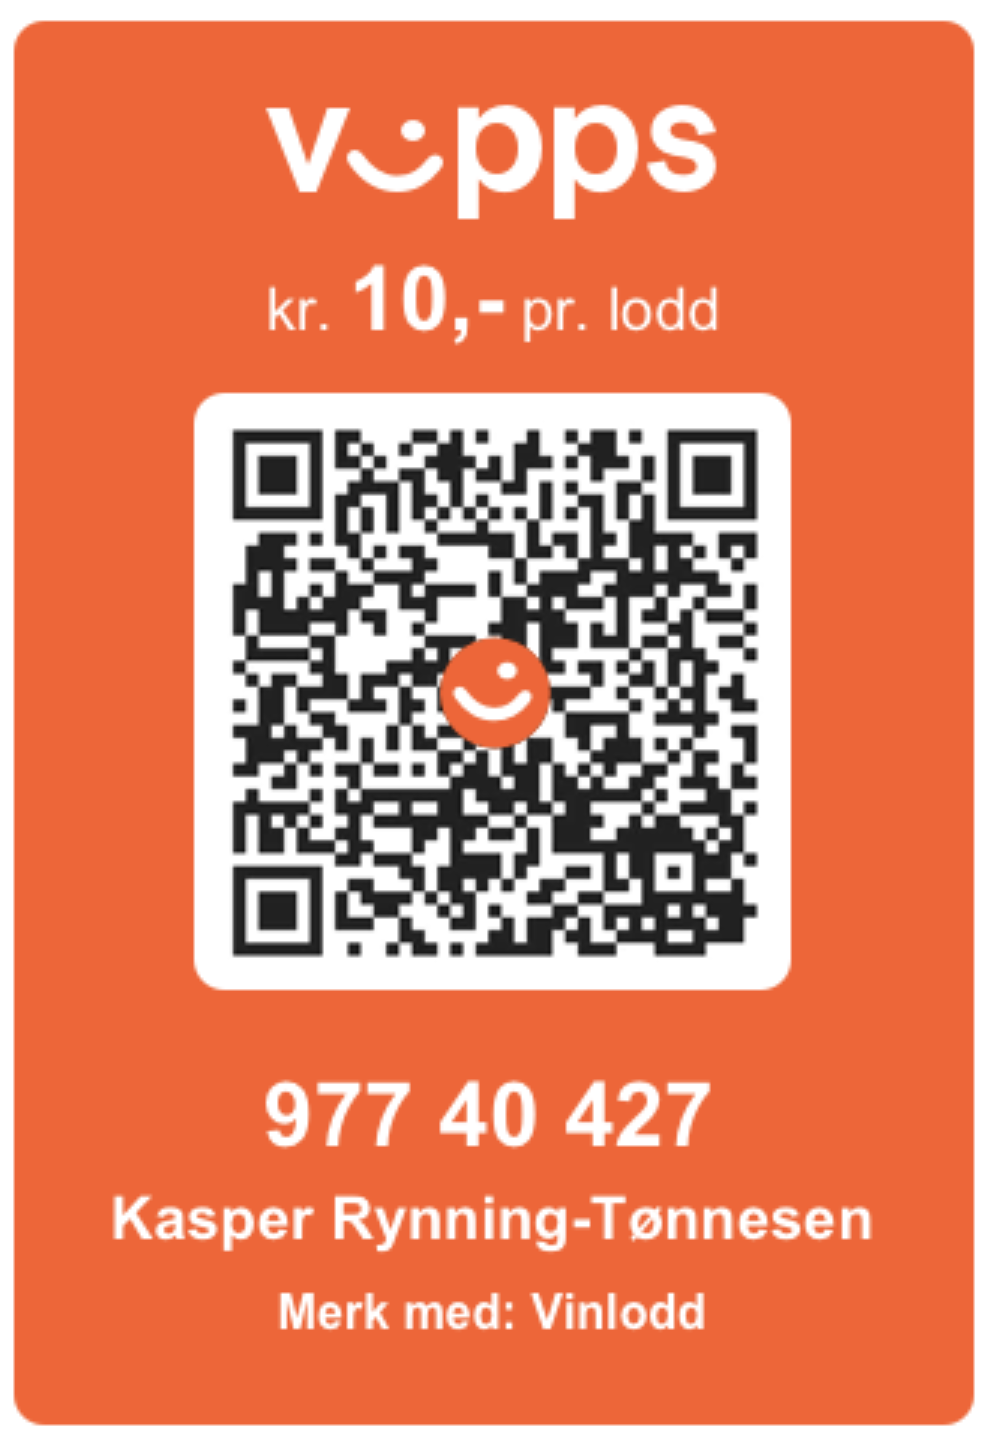 vipps
kr. 10,- pr. lodd
977 40 427
Kasper Rynning-Tønnesen
Merk med: Vinlodd